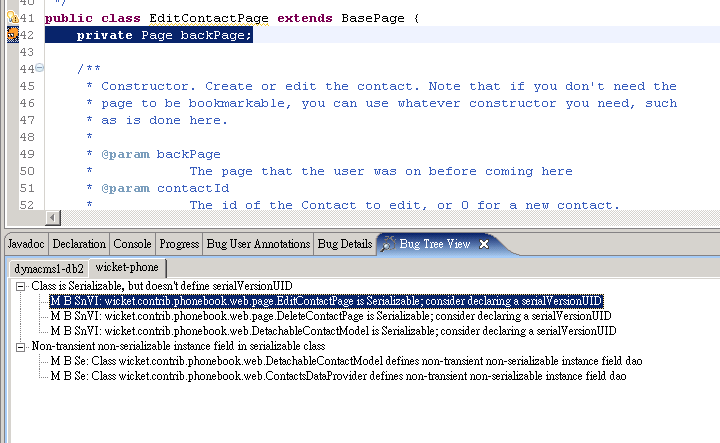 40
*/
41 public class EditContactPage extends BasePage {
42 private Page backPage;
43
44 /**
45 * Constructor. Create or edit the contact. Note that if you don't need the
46 * page to be bookmarkable, you can use whatever constructor you need, such
47 * as is done here.
48 *
49 * @param backPage
50 * The page that the user was on before coming here
51 * @param contactId
52 * The id of the Contact to edit, or 0 for a new contact.
Javadoc Declaration Console Progress Bug User Annotations Bug Details Bug Tree View
dynacms1-db2 wicket-phone
Class is Serializable, but doesn't define serialVersionUID
M B SnVI: wicket.contrib.phonebook.web.page.EditContactPage is Serializable; consider declaring a serialVersionUID
M B SnVI: wicket.contrib.phonebook.web.page.DeleteContactPage is Serializable; consider declaring a serialVersionUID
M B SnVI: wicket.contrib.phonebook.web.DetachableContactModel is Serializable; consider declaring a serialVersionUID
Non-transient non-serializable instance field in serializable class
M B Se: Class wicket.contrib.phonebook.web.DetachableContactModel defines non-transient non-serializable instance field dao
M B Se: Class wicket.contrib.phonebook.web.ContactsDataProvider defines non-transient non-serializable instance field dao